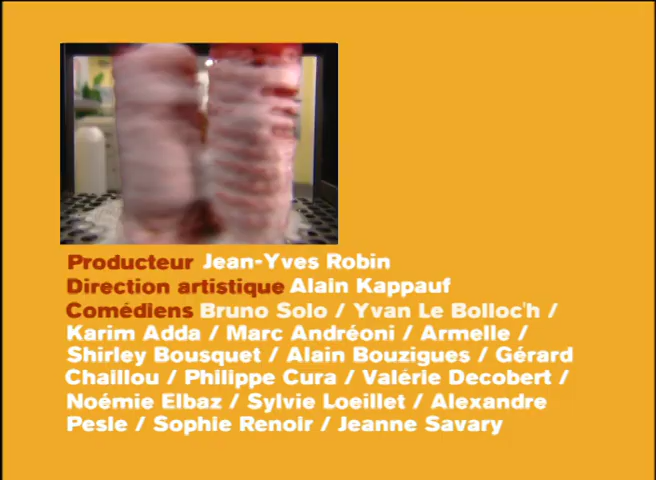 Producteur Jean-Yves Robin
Direction artistique Alain Kappauf
Comédiens Bruno Solo / Yvan Le Bolloc'h /
Karim Adda / Marc Andréoni / Armelle /
Shirley Bousquet / Alain Bouzigues / Gérard
Chaillou / Philippe Cura / Valérie Decobert /
Noémie Elbaz / Sylvie Loeillet / Alexandre
Pesle / Sophie Renoir / Jeanne Savary